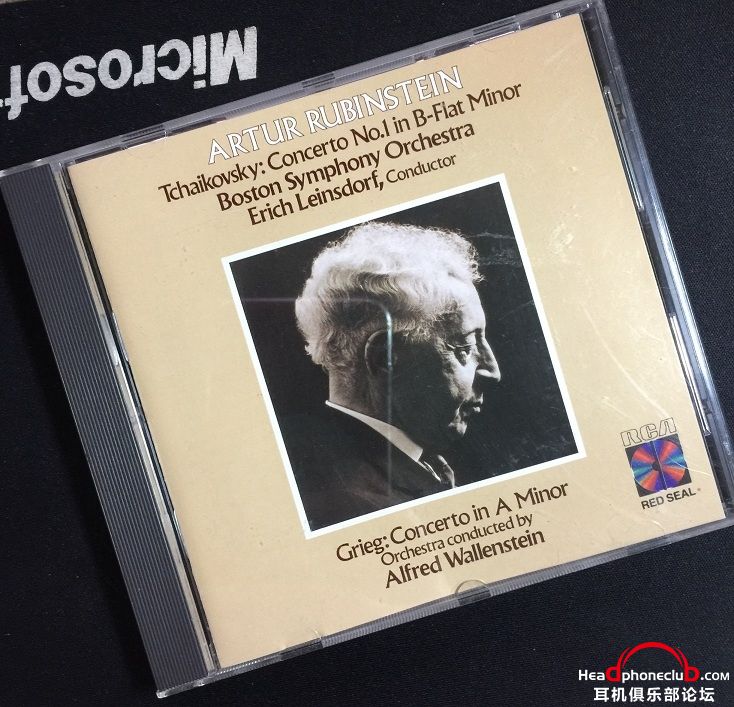 Microsof
ARTUR RUBINSTEIN
Tchaikovsky: Concerto No.1 in B-Flat Minor
Boston Symphony Orchestra
Erich Leinsdorf, Conductor
RCA
RED SEAL
Grieg: Concerto in A Minor
Orchestra conducted by
Alfred Wallenstein
Headphoneclub.com
耳机俱乐部论坛